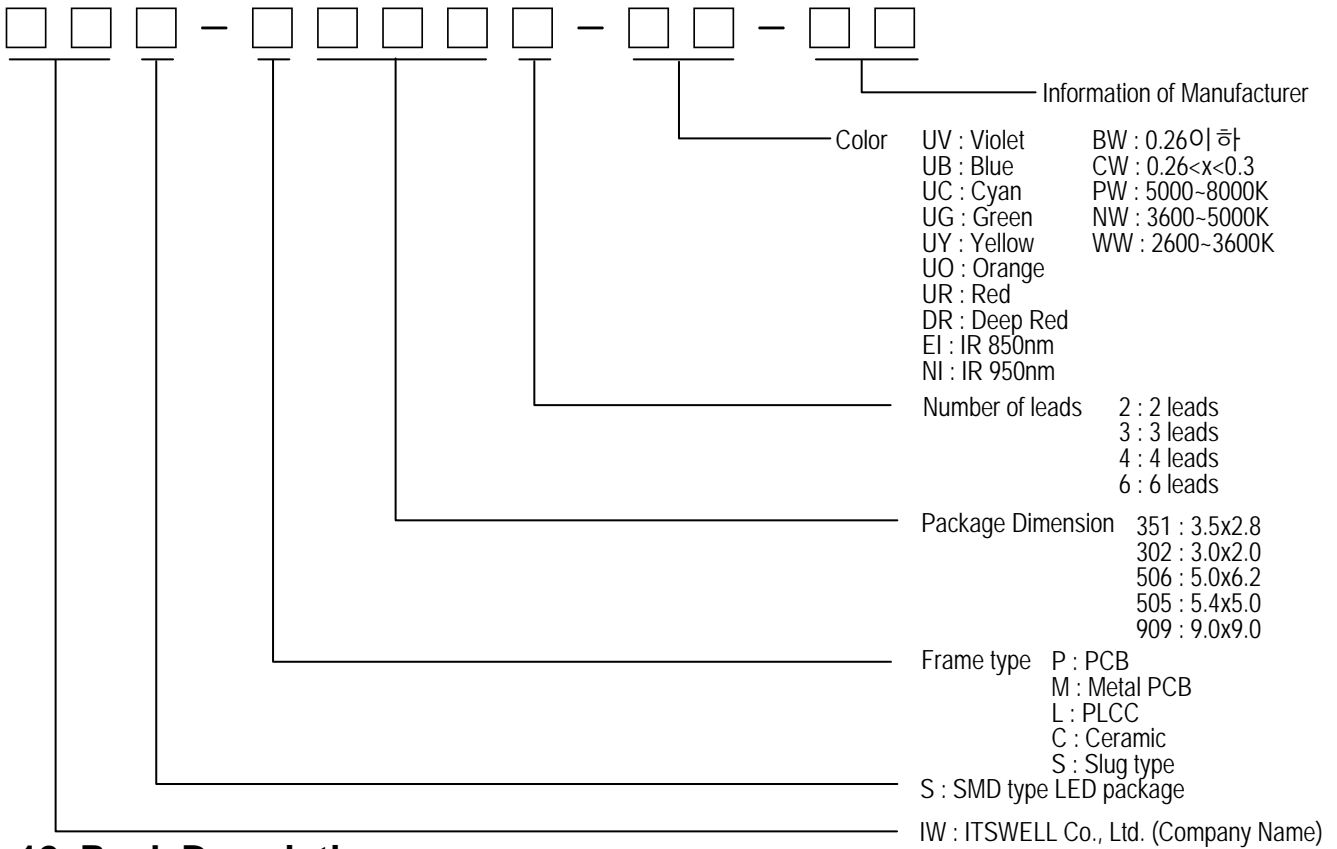 Information of Manufacturer
Color UV : Violet BW : 0.26이하
UB : Blue CW : 0.26<x<0.3
UC : Cyan PW : 5000~8000K
UG : Green NW : 3600~5000K
UY : Yellow WW : 2600~3600K
UO : Orange
UR : Red
DR : Deep Red
EI : IR 850nm
NI : IR 950nm
Number of leads 2 : 2 leads
3 : 3 leads
4 : 4 leads
6 : 6 leads
Package Dimension 351 : 3.5x2.8
302 : 3.0x2.0
506 : 5.0x6.2
505 : 5.4x5.0
909 : 9.0x9.0
Frame type P : PCB
M : Metal PCB
L : PLCC
C : Ceramic
S : Slug type
S : SMD type LED package
IW : ITSWELL Co., Ltd. (Company Name)